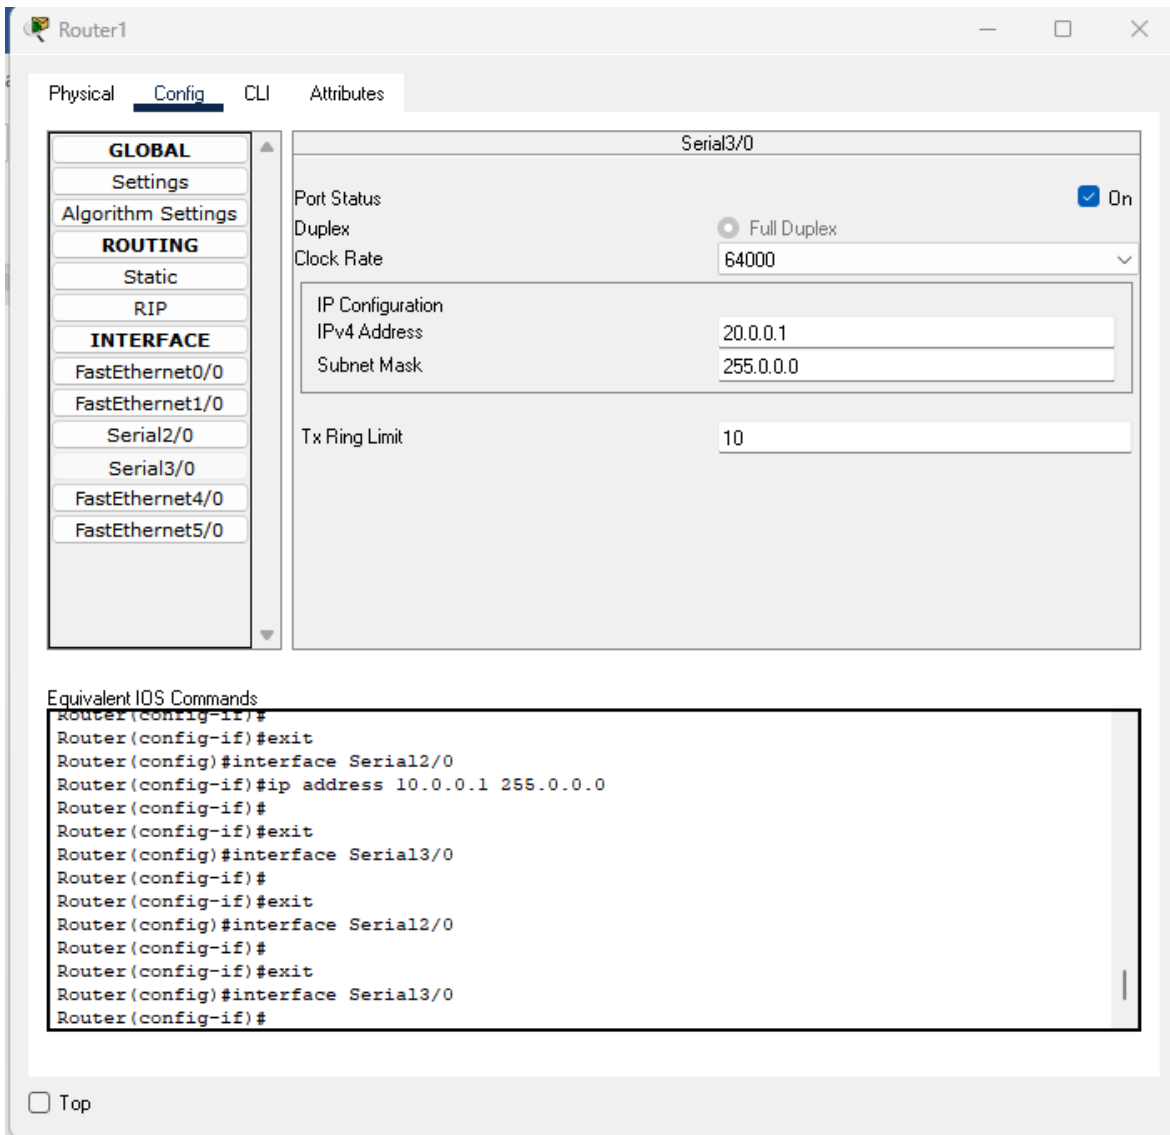 Router1
Physical Config CLI Attributes
GLOBAL
Settings
Algorithm Settings
ROUTING
Static
RIP
INTERFACE
FastEthernet0/0
FastEthernet1/0
Serial2/0
Serial3/0
FastEthernet4/0
FastEthernet5/0
Serial3/0
Port Status On
Duplex Full Duplex
Clock Rate 64000
IP Configuration
IPv4 Address 20.0.0.1
Subnet Mask 255.0.0.0
Tx Ring Limit 10
Equivalent IOS Commands
Router(config-if)#
Router(config-if)#exit
Router(config)#interface Serial2/0
Router(config-if)#ip address 10.0.0.1 255.0.0.0
Router(config-if)#
Router(config-if)#exit
Router(config)#interface Serial3/0
Router(config-if)#
Router(config-if)#exit
Router(config)#interface Serial2/0
Router(config-if)#
Router(config-if)#exit
Router(config)#interface Serial3/0
Router(config-if)#
Top